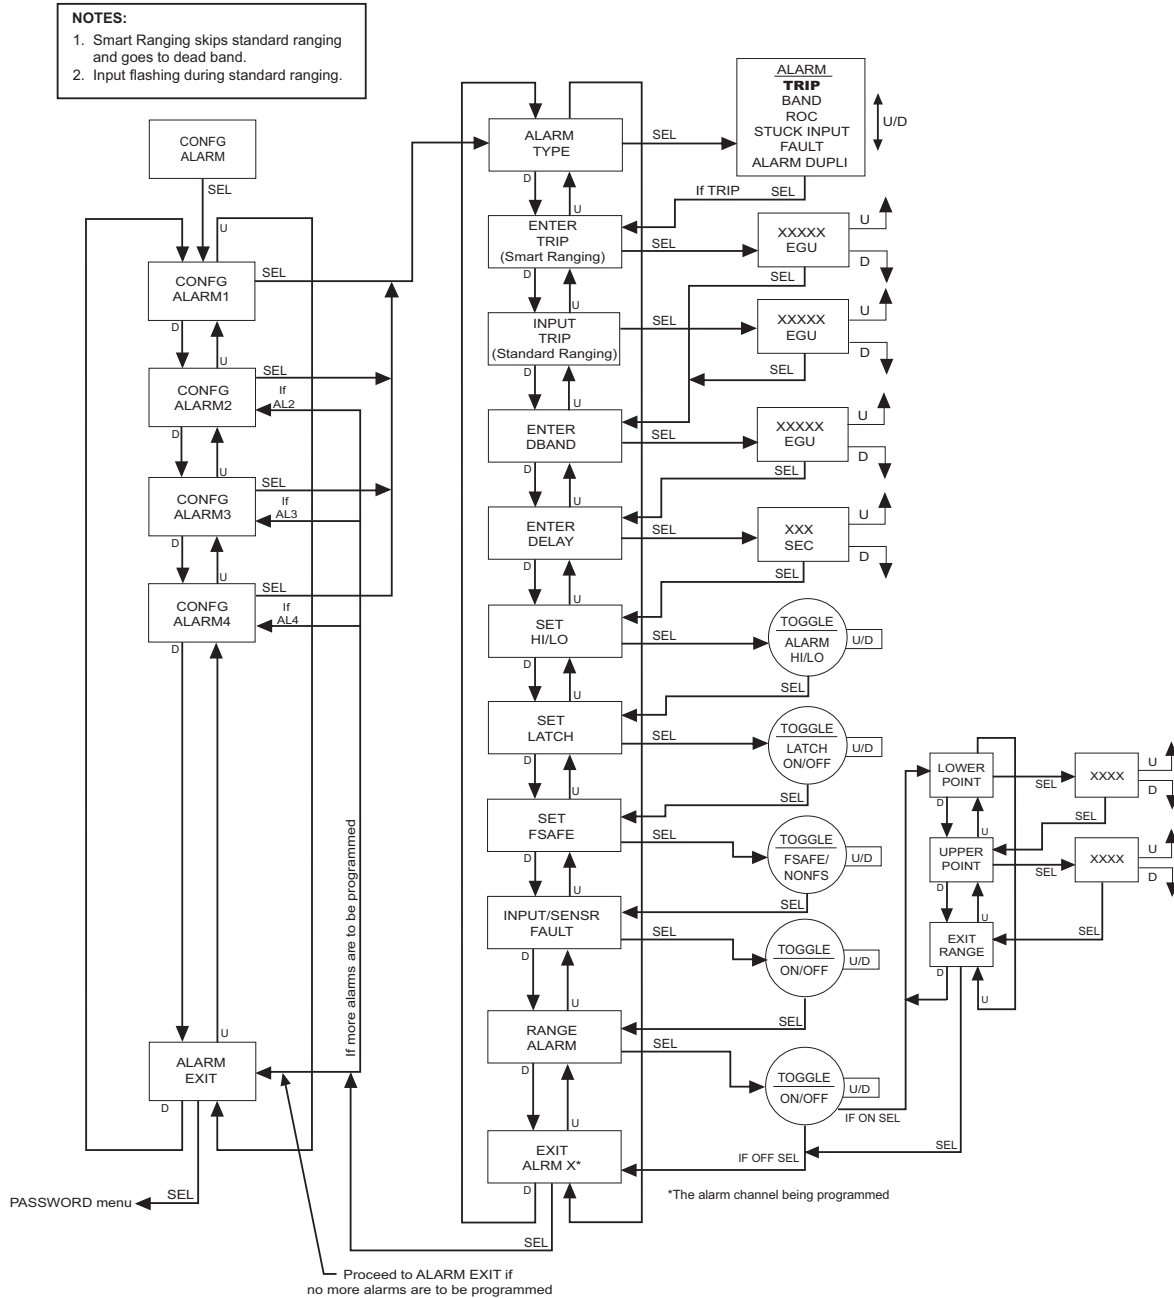 NOTES:
1. Smart Ranging skips standard ranging
and goes to dead band.
2. Input flashing during standard ranging.
CONFG
ALARM
SEL
U
CONFG
ALARM1
SEL
D
U
CONFG
ALARM2
SEL
If
AL2
D
U
CONFG
ALARM3
SEL
If
AL3
D
U
CONFG
ALARM4
SEL
If
AL4
D
If more alarms are to be programmed
U
ALARM
EXIT
D
SEL
PASSWORD menu
Proceed to ALARM EXIT if
no more alarms are to be programmed
ALARM
TYPE
SEL
ALARM
TRIP
BAND
ROC
STUCK INPUT
FAULT
ALARM DUPLI
U/D
D
U
If TRIP
SEL
ENTER
TRIP
(Smart Ranging)
SEL
XXXXX
EGU
U
D
SEL
D
U
INPUT
TRIP
(Standard Ranging)
SEL
XXXXX
EGU
U
D
SEL
D
U
ENTER
DBAND
SEL
XXXXX
EGU
U
D
SEL
D
U
ENTER
DELAY
SEL
XXX
SEC
U
D
SEL
D
U
SET
HI/LO
SEL
TOGGLE
ALARM
HI/LO
U/D
SEL
D
U
SET
LATCH
SEL
TOGGLE
LATCH
ON/OFF
U/D
SEL
D
U
SET
FSAFE
SEL
TOGGLE
FSAFE/
NONFS
U/D
SEL
D
U
INPUT/SENSR
FAULT
SEL
TOGGLE
ON/OFF
U/D
SEL
D
U
RANGE
ALARM
SEL
TOGGLE
ON/OFF
U/D
IF ON SEL
IF OFF SEL
SEL
D
U
EXIT
ALRM X*
D
SEL
*The alarm channel being programmed
LOWER
POINT
SEL
XXXX
U
D
SEL
D
U
UPPER
POINT
SEL
XXXX
U
D
SEL
D
U
EXIT
RANGE
D
U